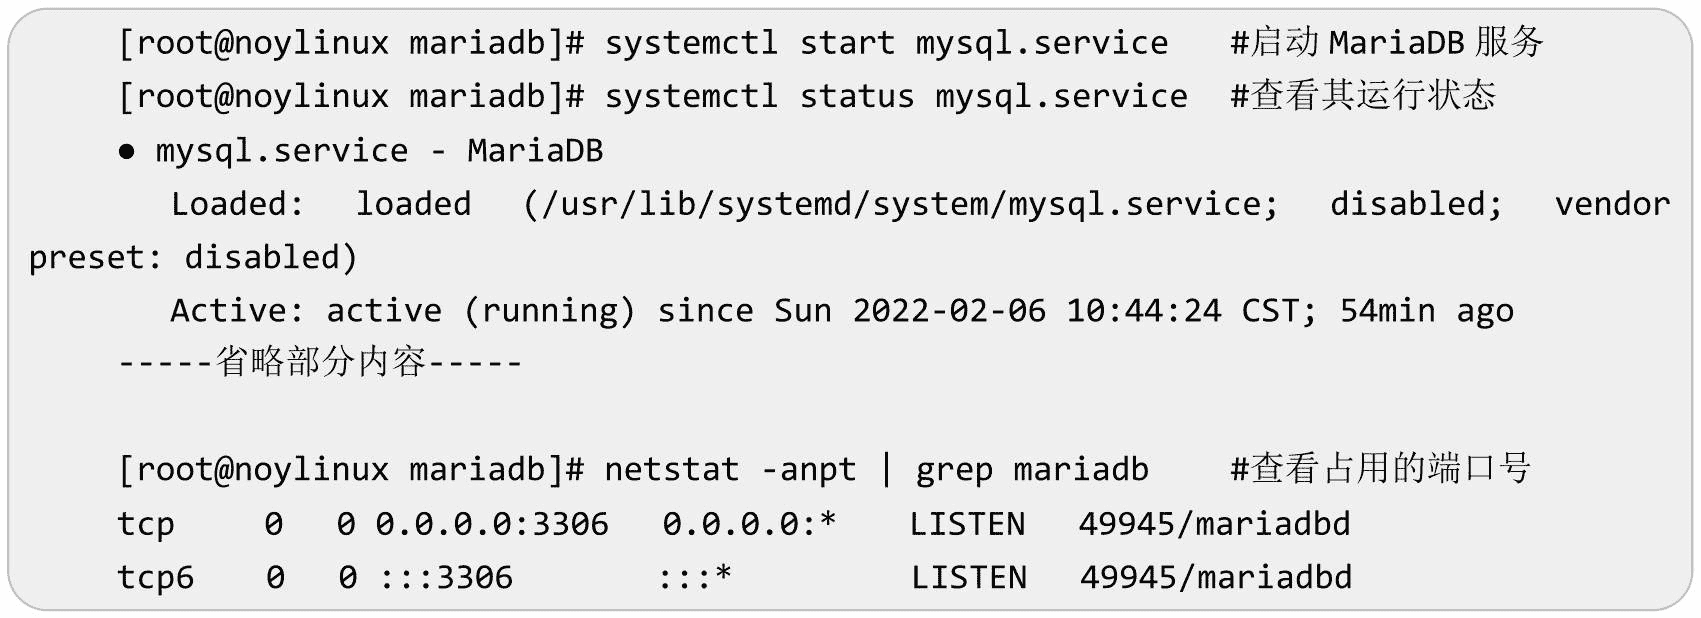 [root@noylinux mariadb]# systemctl start mysql.service #启动 MariaDB 服务
[root@noylinux mariadb]# systemctl status mysql.service #查看其运行状态
● mysql.service - MariaDB
Loaded: loaded (/usr/lib/systemd/system/mysql.service; disabled; vendor
preset: disabled)
Active: active (running) since Sun 2022-02-06 10:44:24 CST; 54min ago
-----省略部分内容-----
[root@noylinux mariadb]# netstat -anpt | grep mariadb #查看占用的端口号
tcp 0 0 0.0.0.0:3306 0.0.0.0:* LISTEN 49945/mariadbd
tcp6 0 0 :::3306 :::* LISTEN 49945/mariadbd